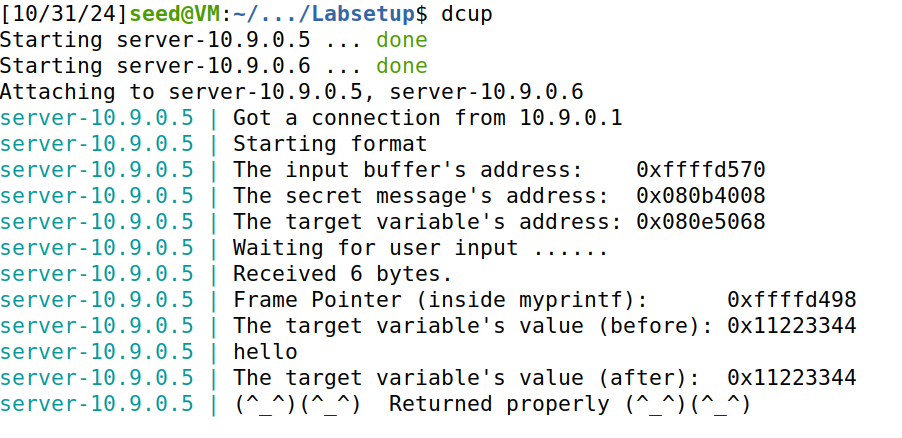 [10/31/24]seed@VM:~/.../Labsetup$ dcup
Starting server-10.9.0.5 ... done
Starting server-10.9.0.6 ... done
Attaching to server-10.9.0.5, server-10.9.0.6
server-10.9.0.5 | Got a connection from 10.9.0.1
server-10.9.0.5 | Starting format
server-10.9.0.5 | The input buffer's address:    0xffffd570
server-10.9.0.5 | The secret message's address:  0x080b4008
server-10.9.0.5 | The target variable's address: 0x080e5068
server-10.9.0.5 | Waiting for user input ......
server-10.9.0.5 | Received 6 bytes.
server-10.9.0.5 | Frame Pointer (inside myprintf):      0xffffd498
server-10.9.0.5 | The target variable's value (before): 0x11223344
server-10.9.0.5 | hello
server-10.9.0.5 | The target variable's value (after):  0x11223344
server-10.9.0.5 | (^_^)(^_^)  Returned properly (^_^)(^_^)